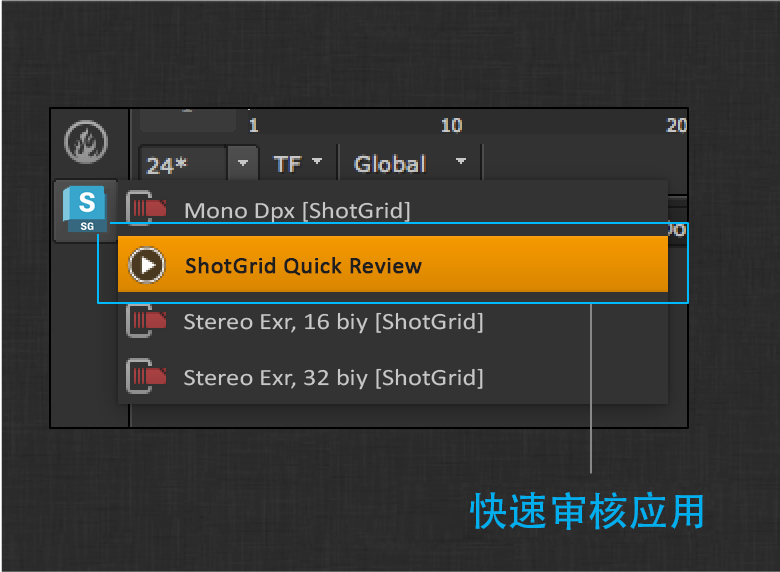 1 10 20
24* TF Global
S
SG
Mono Dpx [ShotGrid]
ShotGrid Quick Review
Stereo Exr, 16 biy [ShotGrid]
Stereo Exr, 32 biy [ShotGrid]
快速审核应用